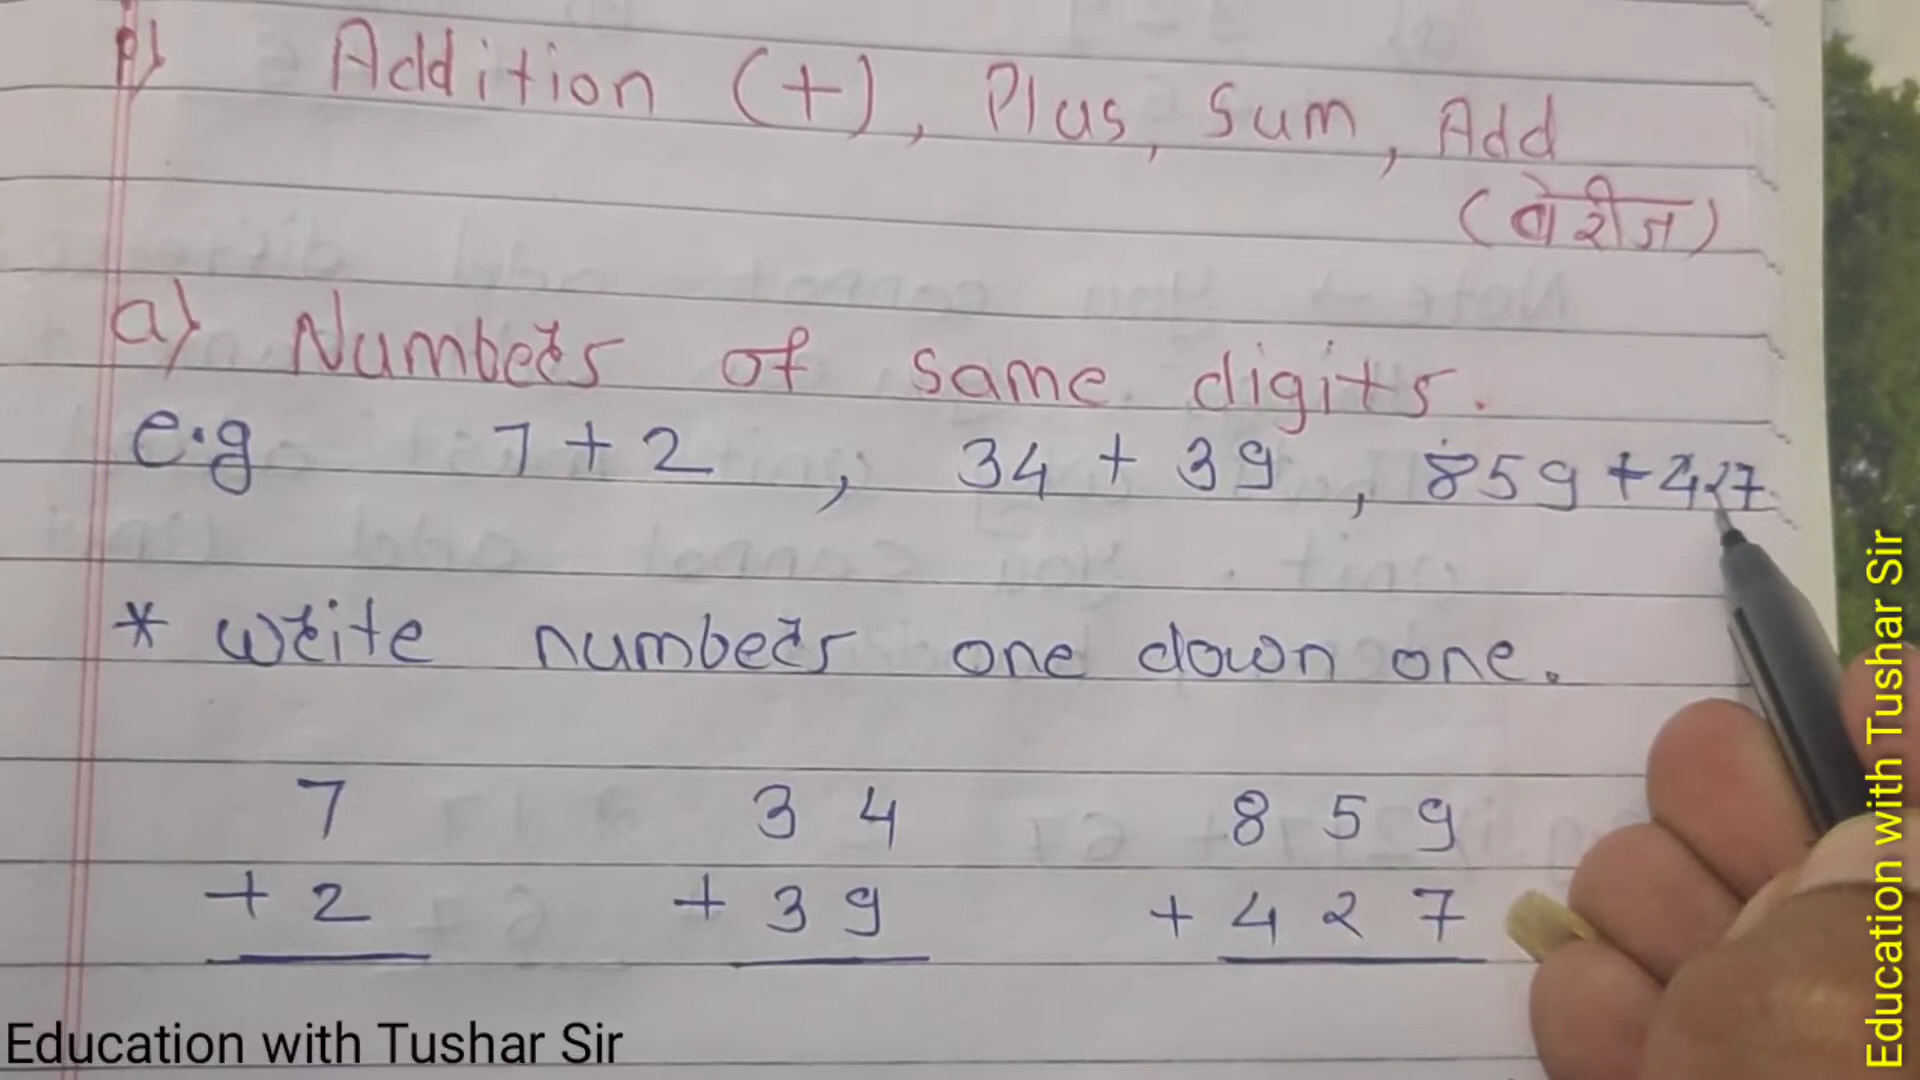 A) Addition (+), Plus, Sum, Add
(बेरीज)
a) Numbers of same digits.
e.g 7+2, 34 + 39, 859 + 427
* write numbers one down one.
7 34 859
+ 2 + 39 + 427
Education with Tushar Sir
Education with Tushar Sir